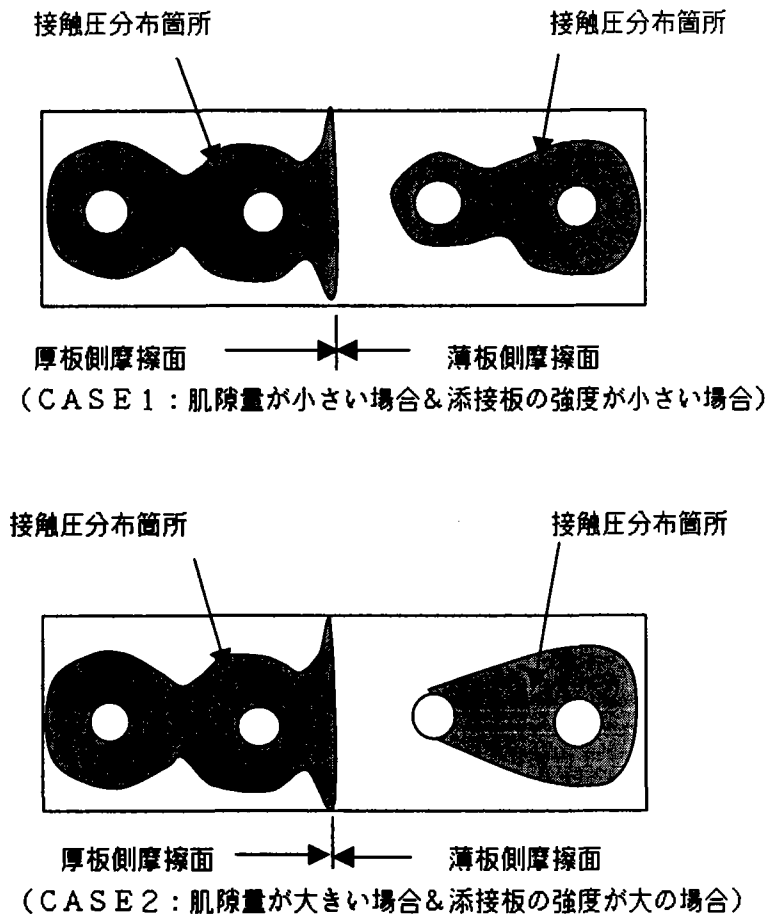 接触圧分布箇所
接触圧分布箇所
厚板側摩擦面
薄板側摩擦面
(CASE1:肌隙量が小さい場合&添接板の強度が小さい場合)
接触圧分布箇所
接触圧分布箇所
厚板側摩擦面
薄板側摩擦面
(CASE2:肌隙量が大きい場合&添接板の強度が大の場合)